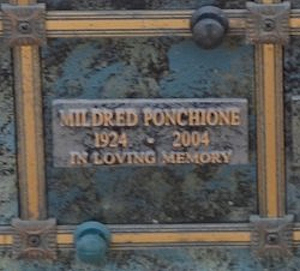 MILDRED PONCHIONE
1924 • 2004
IN LOVING MEMORY